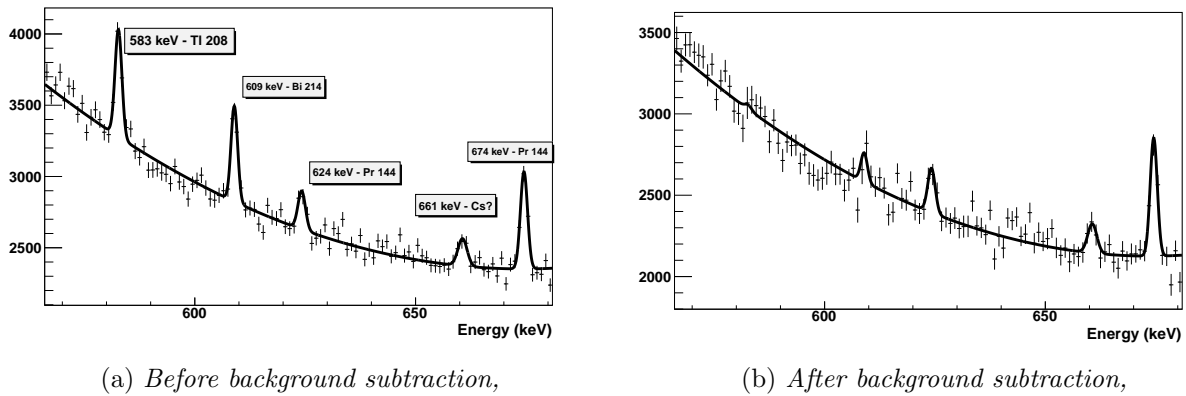 4000
3500
3000
2500
600
650
Energy (keV)
583 keV - Tl 208
609 keV - Bi 214
624 keV - Pr 144
661 keV - Cs?
674 keV - Pr 144
(a) Before background subtraction,
3500
3000
2500
2000
600
650
Energy (keV)
(b) After background subtraction,